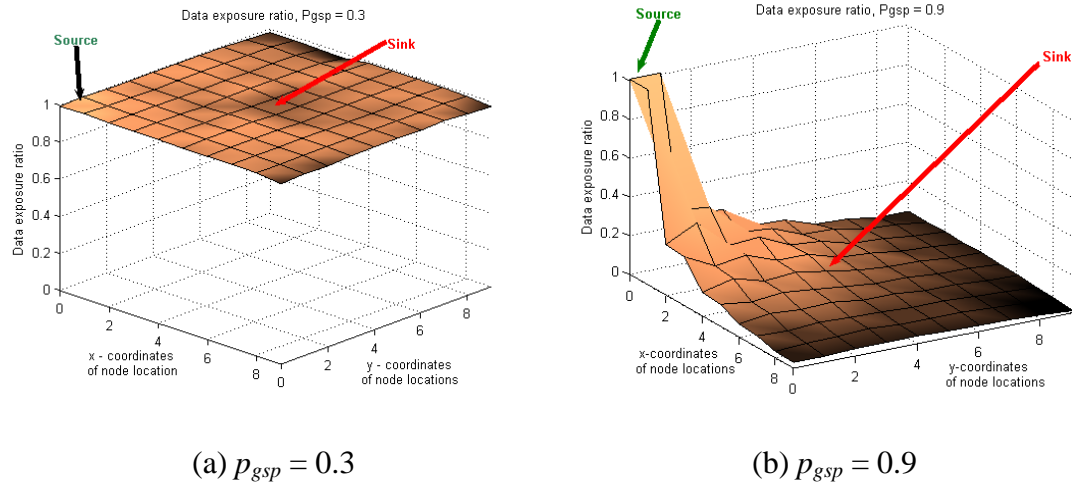 Data exposure ratio, Pgsp = 0.3
Source
Sink
Data exposure ratio
1
0.8
0.6
0.4
0.2
0
0
2
4
6
8
x - coordinates
of node location
0
2
4
6
8
y - coordinates
of node locations
(a) pgsp = 0.3
Data exposure ratio, Pgsp = 0.9
Source
Sink
Data exposure ratio
1
0.8
0.6
0.4
0.2
0
0
2
4
6
8
x-coordinates
of node locations
0
2
4
6
8
y-coordinates
of node locations
(b) pgsp = 0.9